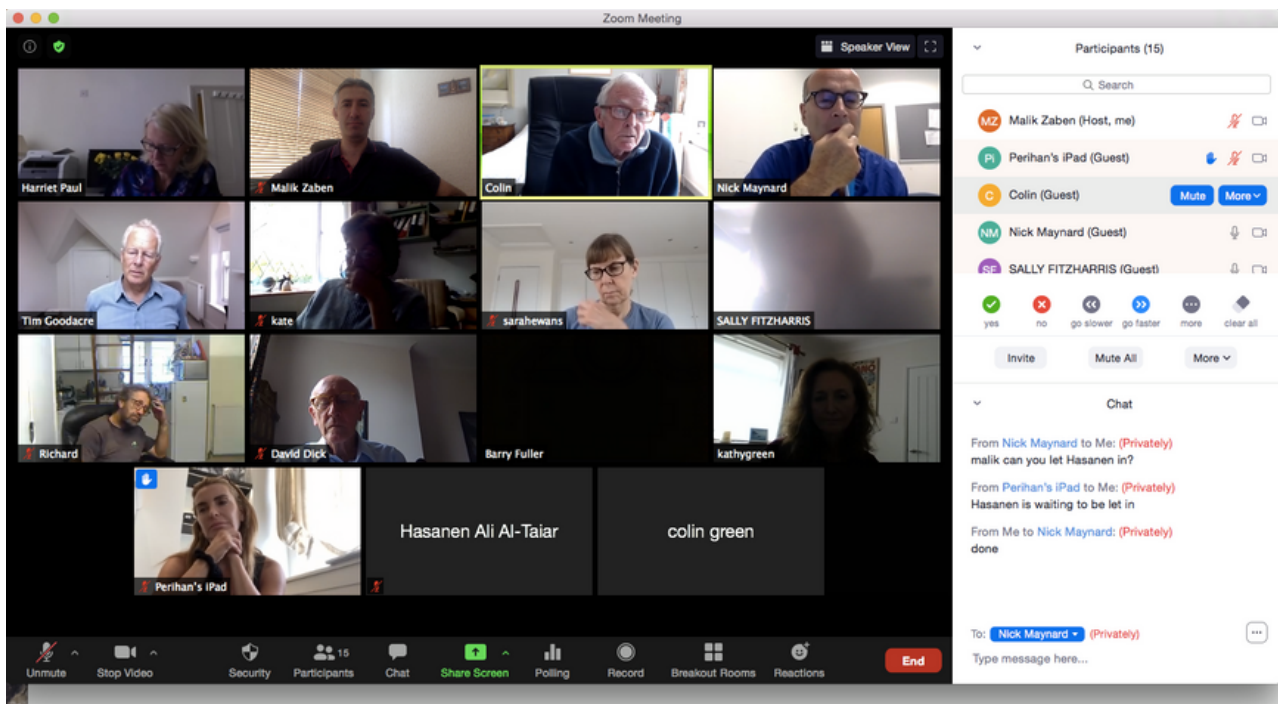 Zoom Meeting
Speaker View
Harriet Paul
Malik Zaben
Colin
Nick Maynard
Tim Goodacre
kate
sarahewans
SALLY FITZHARRIS
Richard
David Dick
Barry Fuller
kathygreen
Perihan's iPad
Hasanen Ali Al-Taiar
colin green
Unmute
Stop Video
Security
15
Participants
Chat
Share Screen
Polling
Record
Breakout Rooms
Reactions
End
Participants (15)
Search
MZ Malik Zaben (Host, me)
Pi Perihan's iPad (Guest)
C Colin (Guest) Mute More
NM Nick Maynard (Guest)
SF SALLY FITZHARRIS (Guest)
yes no go slower go faster more clear all
Invite Mute All More
Chat
From Nick Maynard to Me: (Privately)
malik can you let Hasanen in?
From Perihan's iPad to Me: (Privately)
Hasanen is waiting to be let in
From Me to Nick Maynard: (Privately)
done
To: Nick Maynard (Privately)
Type message here...